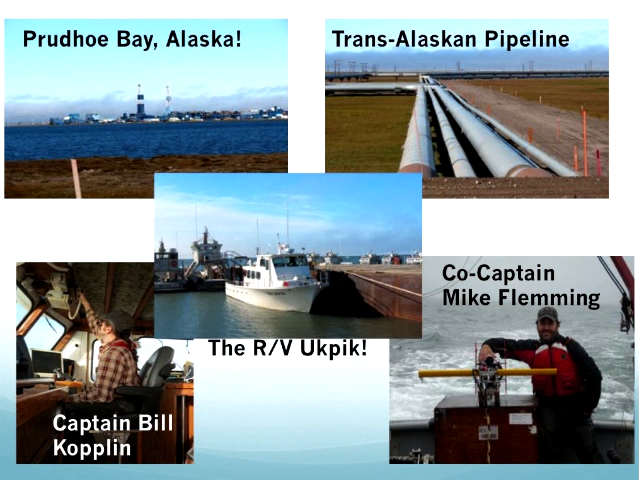 Prudhoe Bay, Alaska!
Trans-Alaskan Pipeline
The R/V Ukpik!
Co-Captain
Mike Flemming
Captain Bill
Kopplin